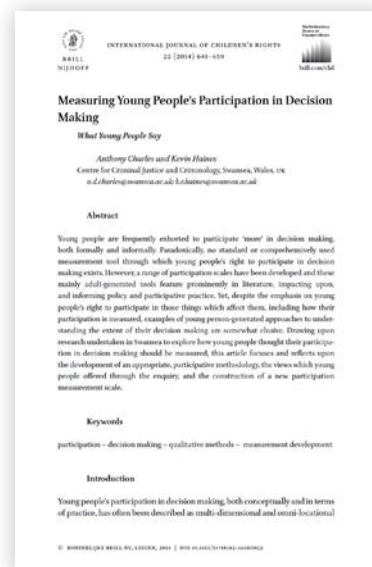 BRILL
NIJHOFF
INTERNATIONAL JOURNAL OF CHILDREN'S RIGHTS
22 (2014) 641–659
brill.com/chil
Measuring Young People's Participation in Decision
Making
What Young People Say
Anthony Charles and Kevin Haines
Centre for Criminal Justice and Criminology, Swansea, Wales, UK
Abstract
Young people are frequently exhorted to participate 'more' in decision making,
both formally and informally. Paradoxically, no standard or comprehensively used
measurement tool through which young people's right to participate in decision
making exists. However, a range of participation scales have been developed and these
mainly adult-generated tools feature prominently in literature, impacting upon,
and informing policy and participative practice. Yet, despite the emphasis on young
people's right to participate in those things which affect them, including how their
participation is measured, examples of young person-generated approaches to under-
standing the extent of their decision making are somewhat elusive. Drawing upon
research undertaken in Swansea to explore how young people thought their participa-
tion in decision making should be measured, this article focuses and reflects upon
the development of an appropriate, participative methodology, the views which young
people offered through the enquiry, and the construction of a new participation
measurement scale.
Keywords
participation – decision making – qualitative methods – measurement development
Introduction
Young people's participation in decision making, both conceptually and in terms
of practice, has often been described as multi-dimensional and omni-locational
© KONINKLIJKE BRILL NV, LEIDEN, 2014 | DOI